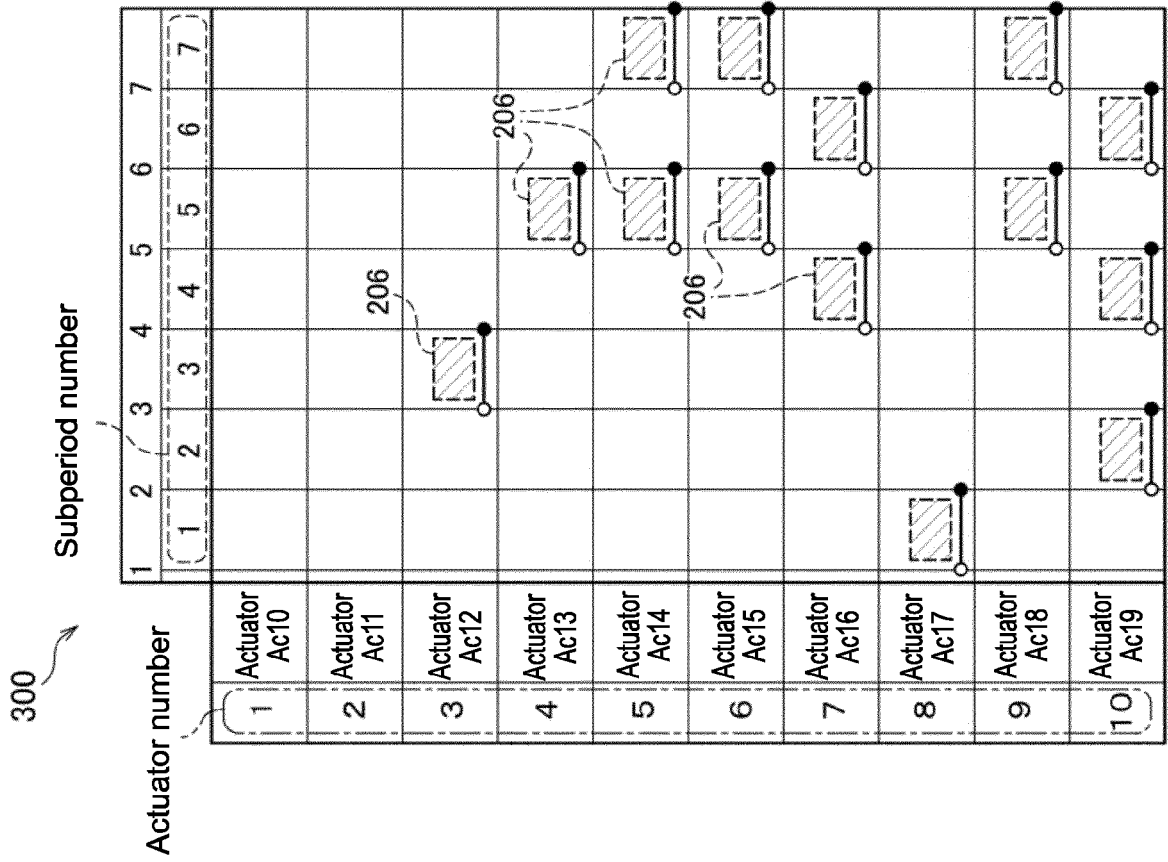 300
Subperiod number
Actuator number
1 2 3 4 5 6 7
1 2 3 4 5 6 7
1 Actuator
Ac10
2 Actuator
Ac11
3 Actuator
Ac12
206
4 Actuator
Ac13
206
5 Actuator
Ac14
6 Actuator
Ac15
206
7 Actuator
Ac16
8 Actuator
Ac17
9 Actuator
Ac18
10 Actuator
Ac19